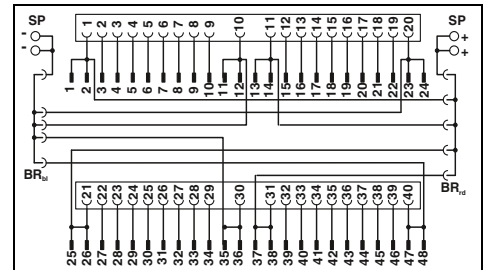 SP SP
- +
- +
1 2 3 4 5 6 7 8 9 10 11 12 13 14 15 16 17 18 19 20
1 2 3 4 5 6 7 8 9 10 11 12 13 14 15 16 17 18 19 20 21 22 23 24
BRbl BRrd
21 22 23 24 25 26 27 28 29 30 31 32 33 34 35 36 37 38 39 40
25 26 27 28 29 30 31 32 33 34 35 36 37 38 39 40 41 42 43 44 45 46 47 48